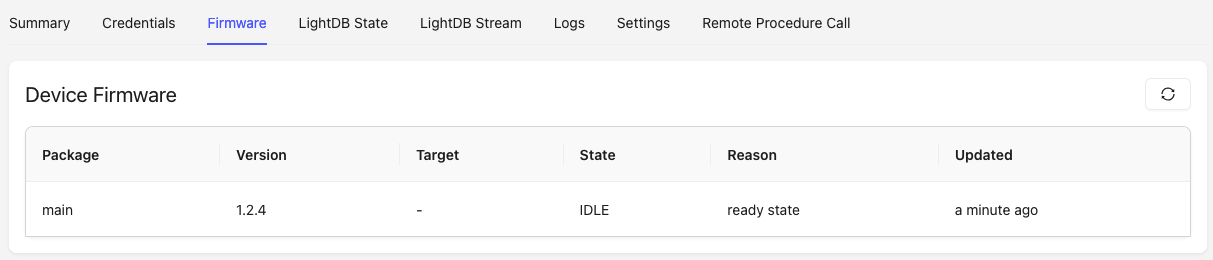 Summary Credentials Firmware LightDB State LightDB Stream Logs Settings Remote Procedure Call
Device Firmware
Package Version Target State Reason Updated
main 1.2.4 - IDLE ready state a minute ago